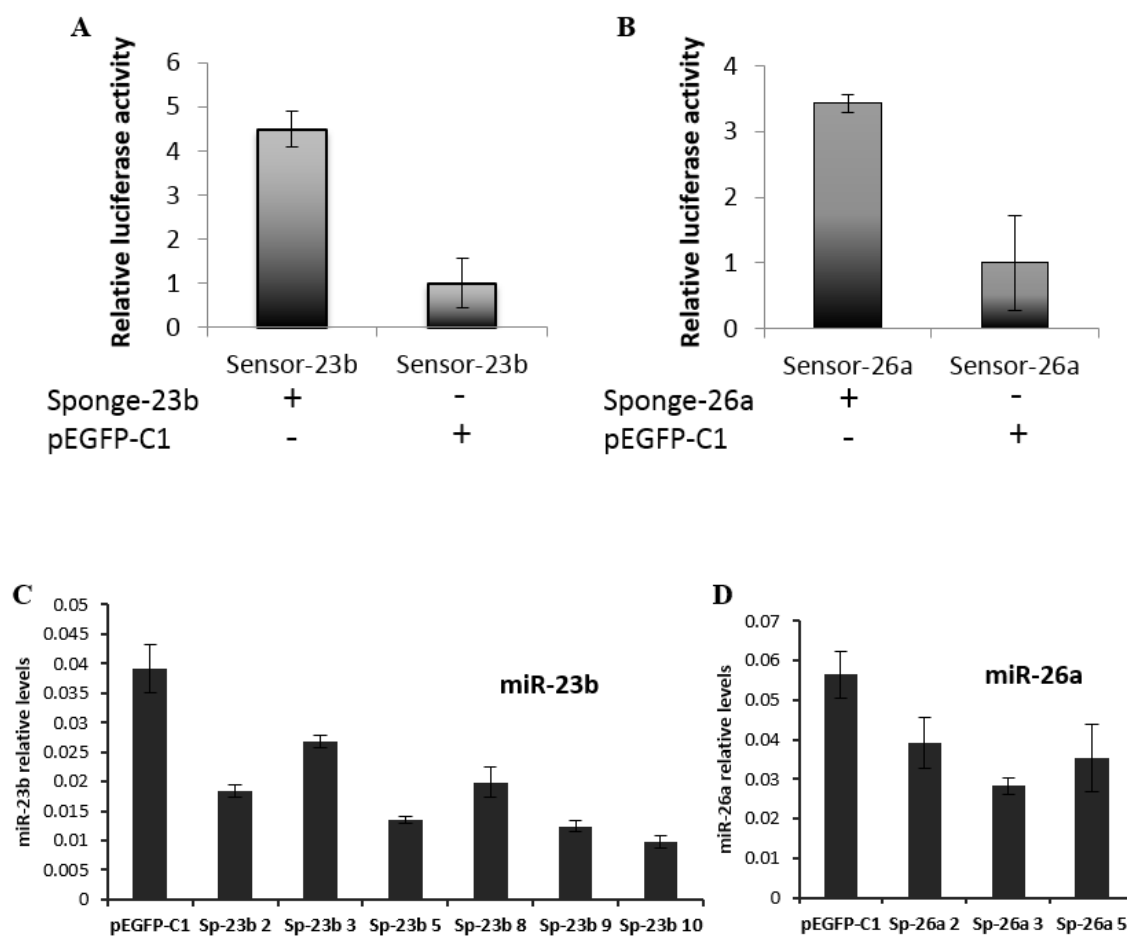 A
Relative luciferase activity
6
5
4
3
2
1
0
Sensor-23b Sensor-23b
Sponge-23b + -
pEGFP-C1 - +
B
Relative luciferase activity
4
3
2
1
0
Sensor-26a Sensor-26a
Sponge-26a + -
pEGFP-C1 - +
C
miR-23b relative levels
0.05
0.045
0.04
0.035
0.03
0.025
0.02
0.015
0.01
0.005
0
miR-23b
pEGFP-C1 Sp-23b 2 Sp-23b 3 Sp-23b 5 Sp-23b 8 Sp-23b 9 Sp-23b 10
D
miR-26a relative levels
0.07
0.06
0.05
0.04
0.03
0.02
0.01
0
miR-26a
pEGFP-C1 Sp-26a 2 Sp-26a 3 Sp-26a 5